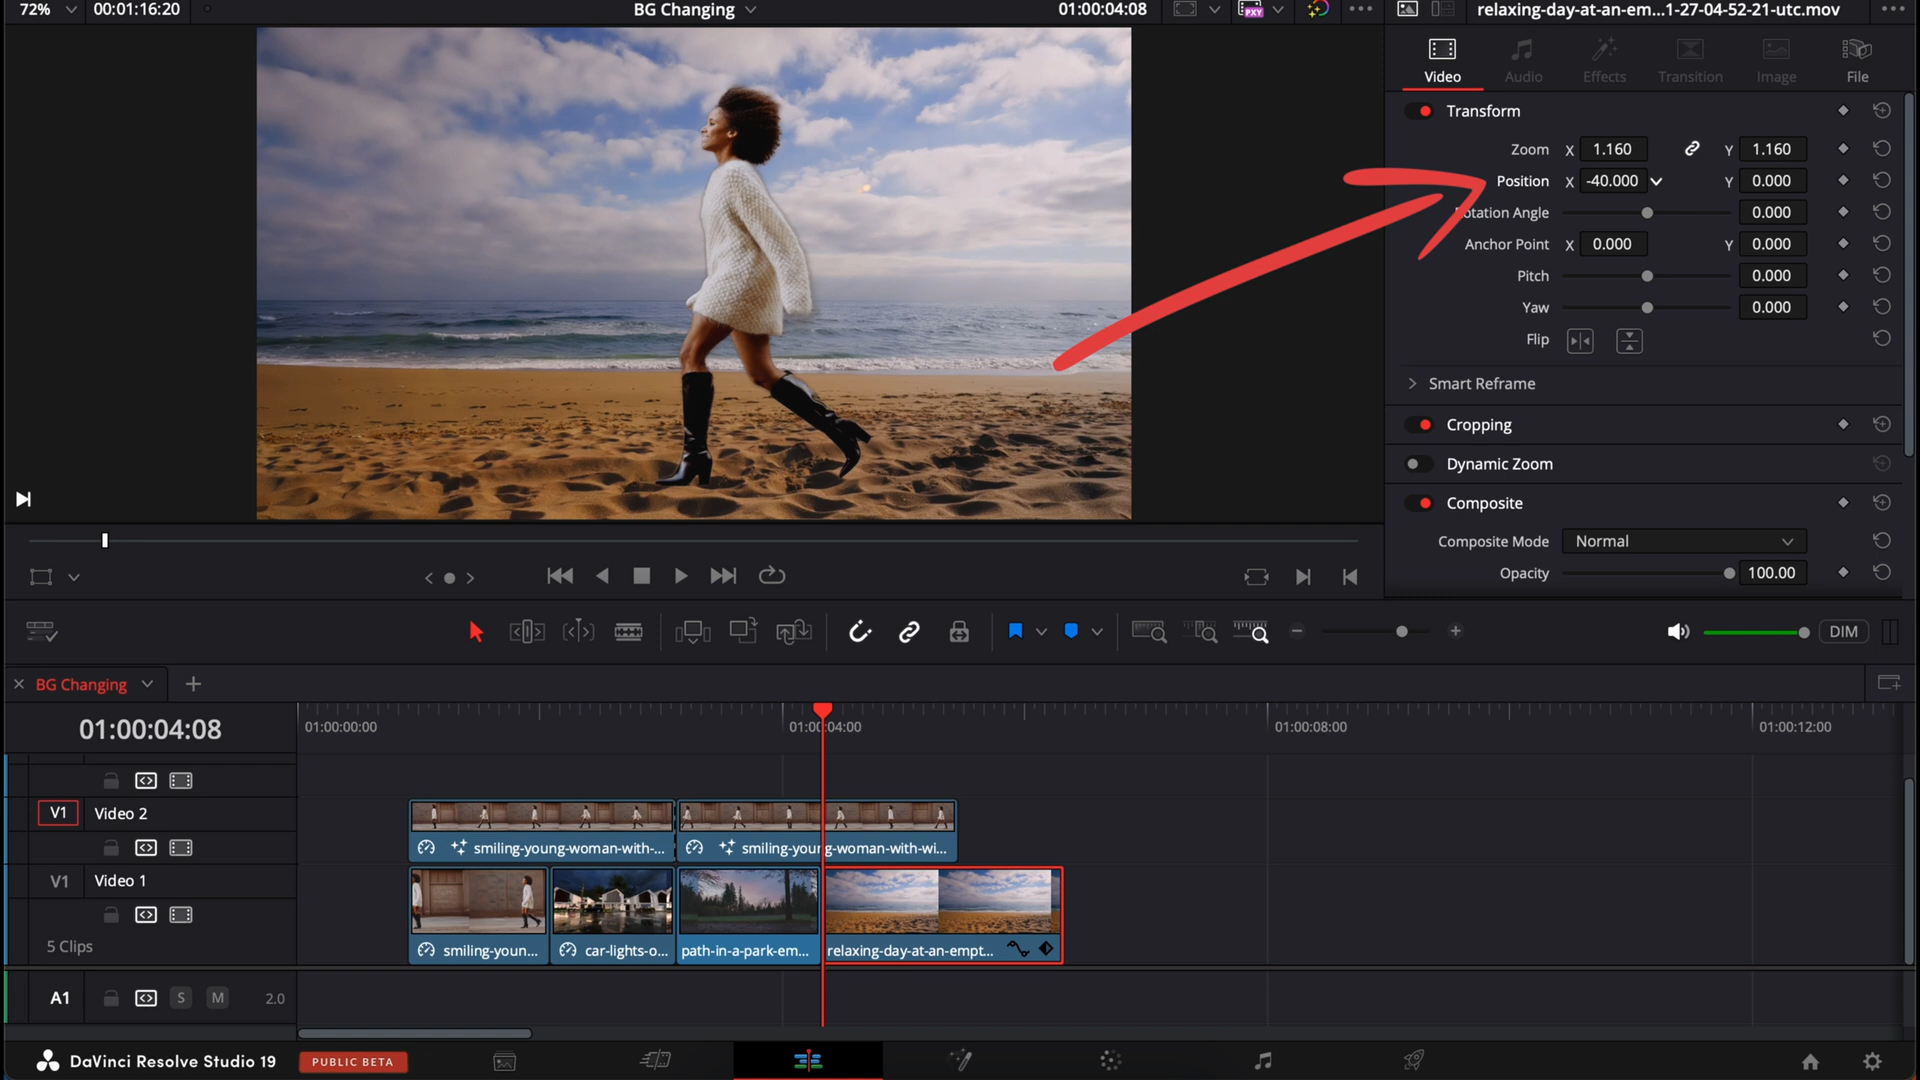 72% 00:01:16:20 BG Changing 01:00:04:08 PXY relaxing-day-at-an-em...1-27-04-52-21-utc.mov
Video Audio Effects Transition Image File
Transform
Zoom X 1.160 Y 1.160
Position X -40.000 Y 0.000
otation Angle 0.000
Anchor Point X 0.000 Y 0.000
Pitch 0.000
Yaw 0.000
Flip
Smart Reframe
Cropping
Dynamic Zoom
Composite
Composite Mode Normal
Opacity 100.00
DIM
BG Changing
01:00:04:08 01:00:00:00 01:00:04:00 01:00:08:00 01:00:12:00
V1 Video 2
smiling-young-woman-with-... smiling-young-woman-with-wi...
V1 Video 1
5 Clips smiling-youn... car-lights-o... path-in-a-park-em... relaxing-day-at-an-empt...
A1 S M 2.0
DaVinci Resolve Studio 19 PUBLIC BETA